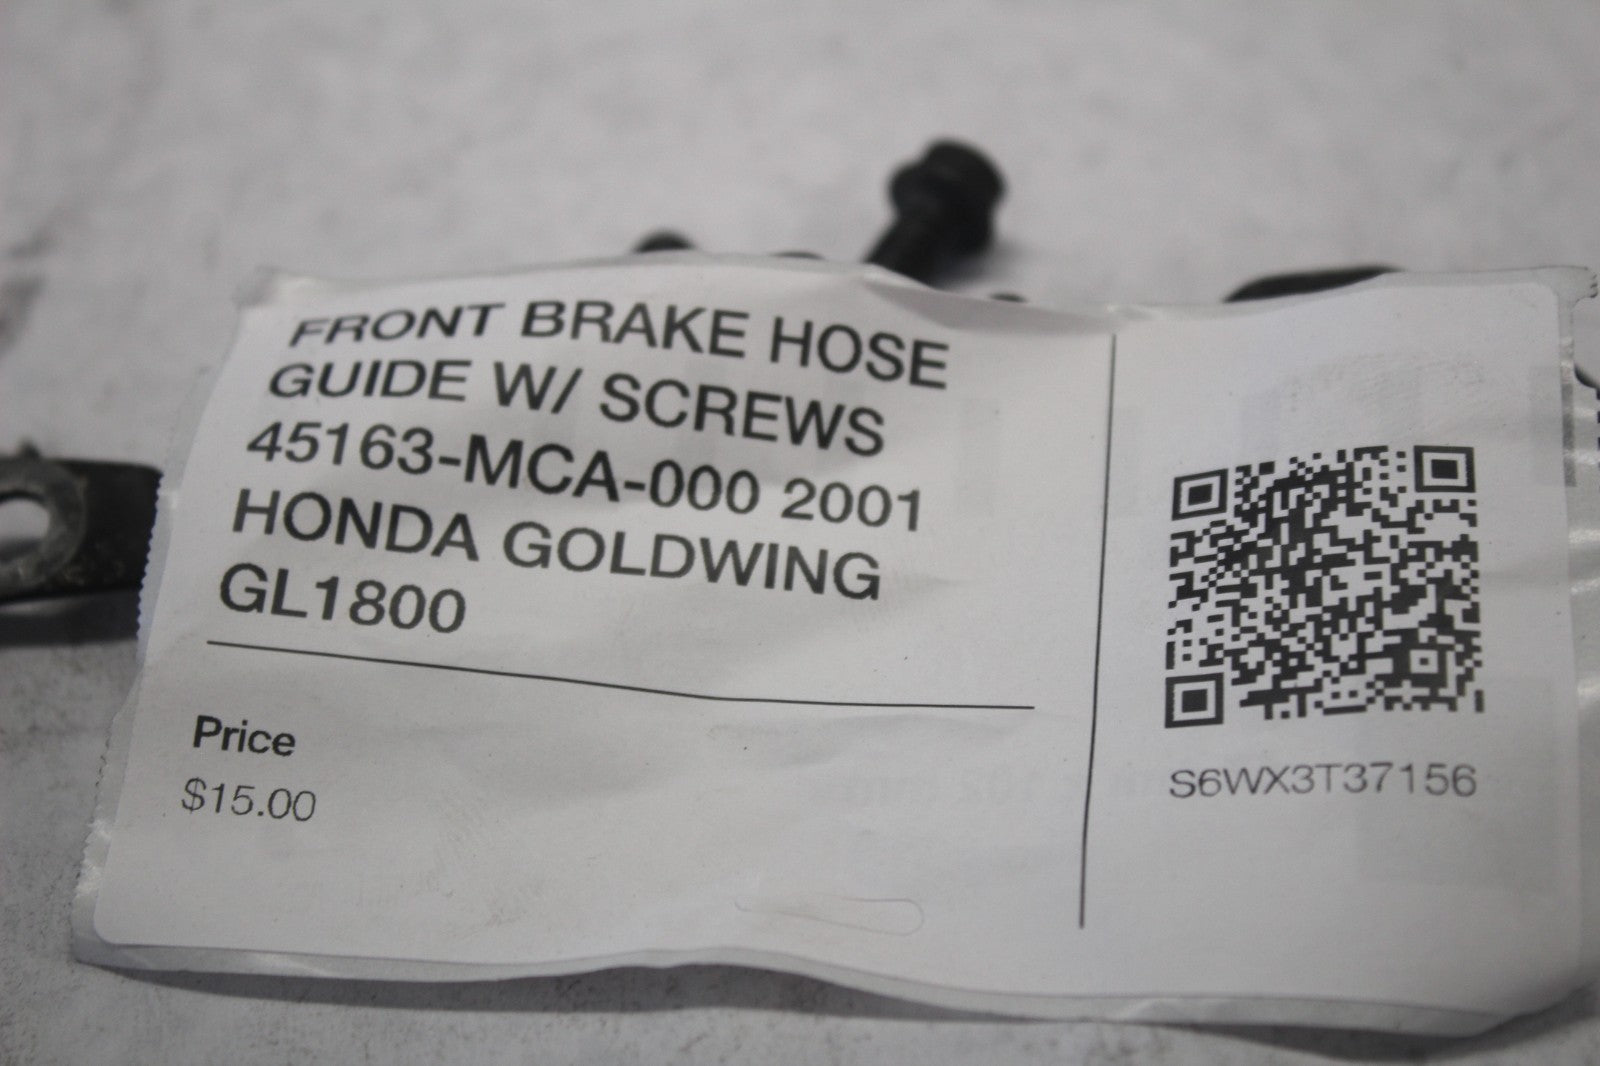 FRONT BRAKE HOSE
GUIDE W/ SCREWS
45163-MCA-000 2001
HONDA GOLDWING
GL1800
Price
$15.00
S6WX3T37156